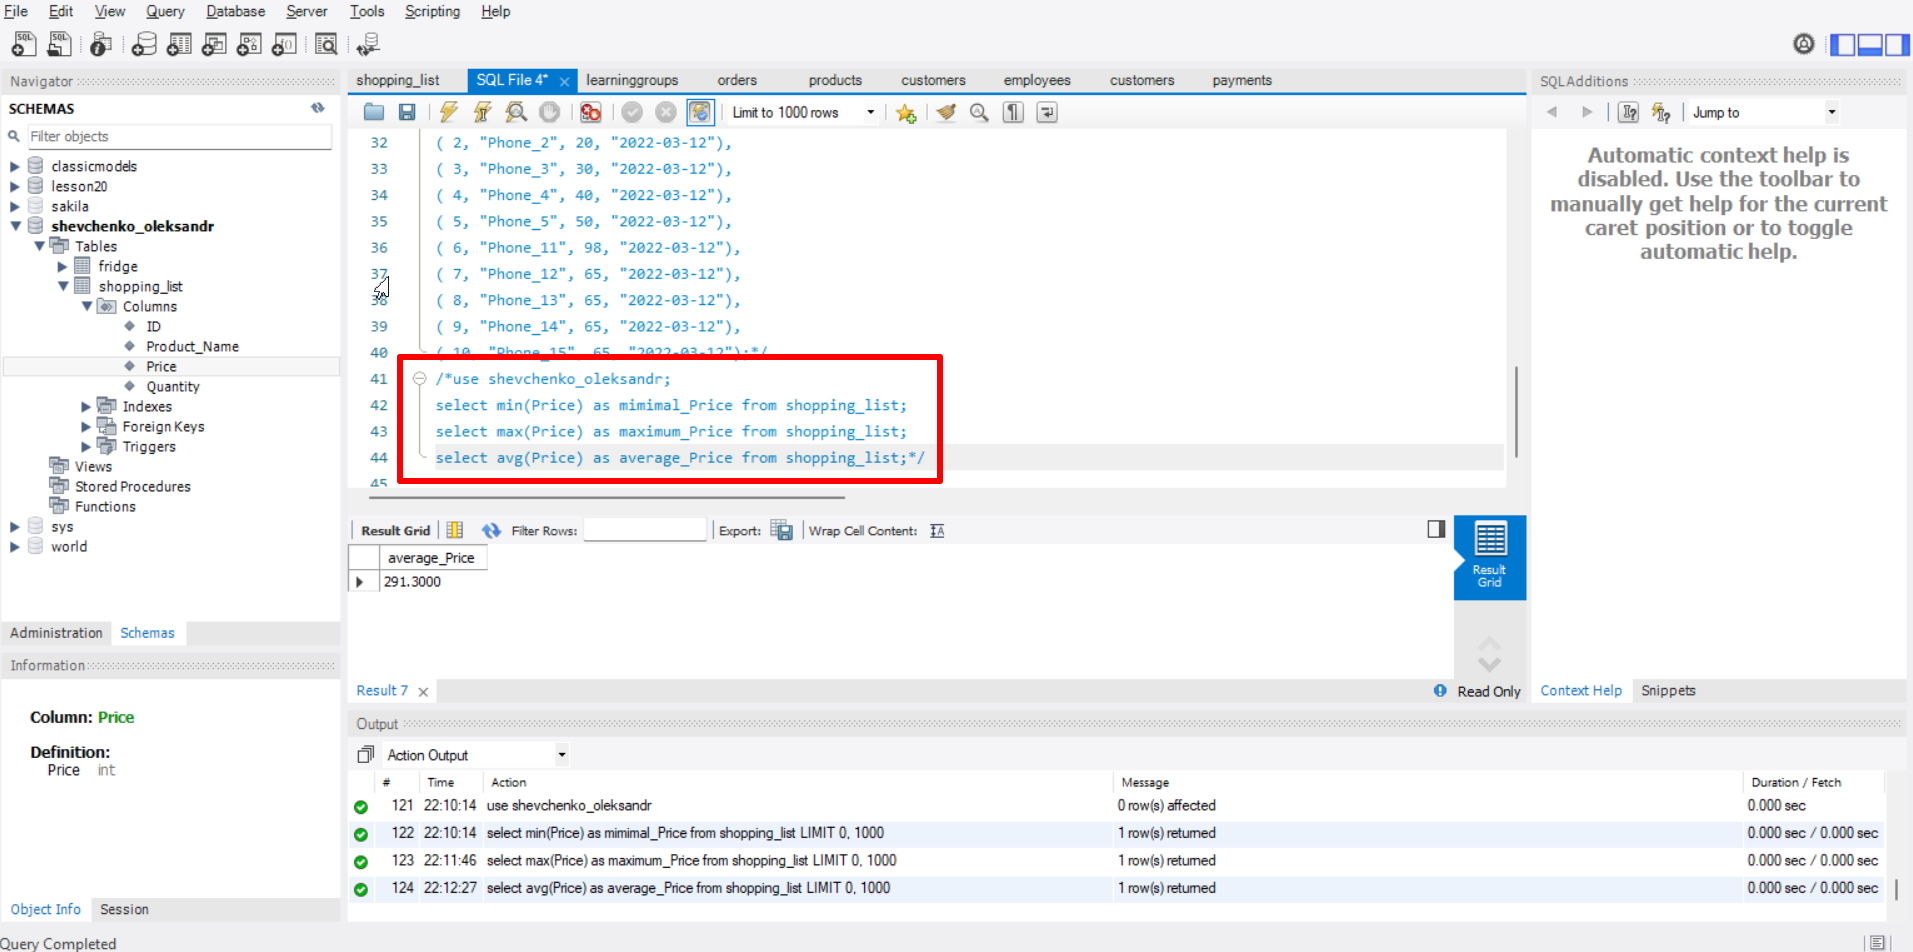 File Edit View Query Database Server Tools Scripting Help
Navigator
SCHEMAS
Filter objects
classicmodels
lesson20
sakila
shevchenko_oleksandr
Tables
fridge
shopping_list
Columns
ID
Product_Name
Price
Quantity
Indexes
Foreign Keys
Triggers
Views
Stored Procedures
Functions
sys
world
Administration Schemas
Information
Column: Price
Definition:
Price int
Object Info Session
Query Completed
shopping_list SQL File 4* learninggroups orders products customers employees customers payments
Limit to 1000 rows
32 ( 2, "Phone_2", 20, "2022-03-12"),
33 ( 3, "Phone_3", 30, "2022-03-12"),
34 ( 4, "Phone_4", 40, "2022-03-12"),
35 ( 5, "Phone_5", 50, "2022-03-12"),
36 ( 6, "Phone_11", 98, "2022-03-12"),
37 ( 7, "Phone_12", 65, "2022-03-12"),
38 ( 8, "Phone_13", 65, "2022-03-12"),
39 ( 9, "Phone_14", 65, "2022-03-12"),
40 ( 10, "Phone_15", 65, "2022-03-12");*/
41 /*use shevchenko_oleksandr;
42 select min(Price) as mimimal_Price from shopping_list;
43 select max(Price) as maximum_Price from shopping_list;
44 select avg(Price) as average_Price from shopping_list;*/
45
Result Grid Filter Rows: Export: Wrap Cell Content:
average_Price
291.3000
Result
Grid
Result 7 Read Only
Output
Action Output
# Time Action Message Duration / Fetch
121 22:10:14 use shevchenko_oleksandr 0 row(s) affected 0.000 sec
122 22:10:14 select min(Price) as mimimal_Price from shopping_list LIMIT 0, 1000 1 row(s) returned 0.000 sec / 0.000 sec
123 22:11:46 select max(Price) as maximum_Price from shopping_list LIMIT 0, 1000 1 row(s) returned 0.000 sec / 0.000 sec
124 22:12:27 select avg(Price) as average_Price from shopping_list LIMIT 0, 1000 1 row(s) returned 0.000 sec / 0.000 sec
SQLAdditions
Jump to
Automatic context help is
disabled. Use the toolbar to
manually get help for the current
caret position or to toggle
automatic help.
Context Help Snippets